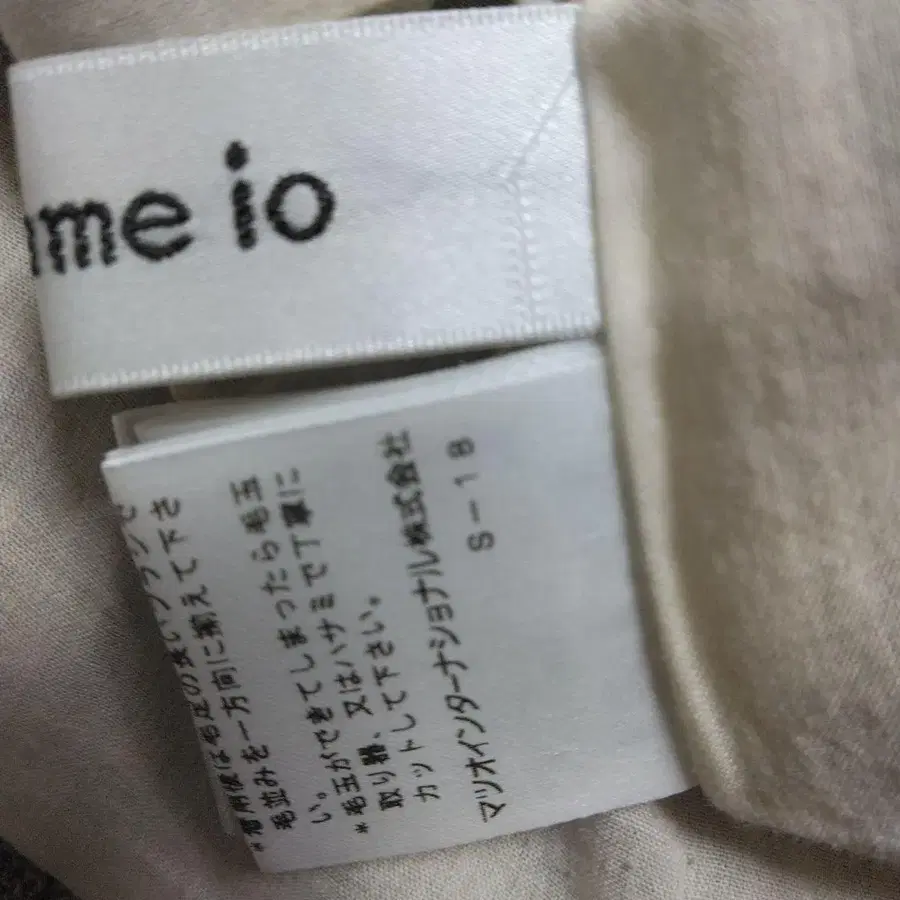 me io
*着用後は毛足の長いブラシで
毛並みを一方向に揃えて下さ
い。
*毛玉ができてしまったら毛玉
取り器、又はハサミで丁寧に
カットして下さい。
マツオインターナショナル株式会社
S-18